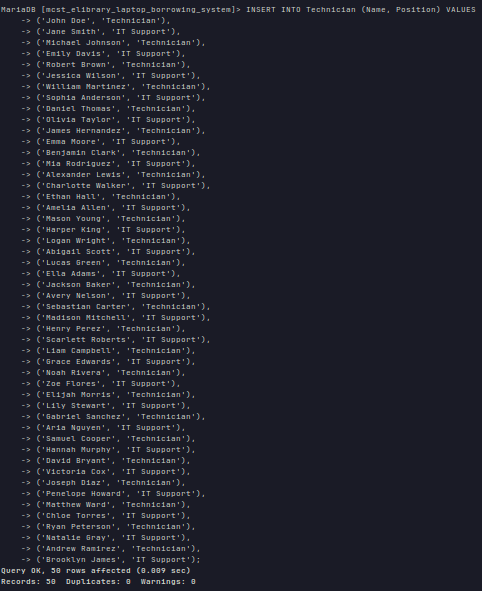 MariaDB [mcst_elibrary_laptop_borrowing_system]> INSERT INTO Technician (Name, Position) VALUES
-> ('John Doe', 'Technician'),
-> ('Jane Smith', 'IT Support'),
-> ('Michael Johnson', 'Technician'),
-> ('Emily Davis', 'IT Support'),
-> ('Robert Brown', 'Technician'),
-> ('Jessica Wilson', 'IT Support'),
-> ('William Martinez', 'Technician'),
-> ('Sophia Anderson', 'IT Support'),
-> ('Daniel Thomas', 'Technician'),
-> ('Olivia Taylor', 'IT Support'),
-> ('James Hernandez', 'Technician'),
-> ('Emma Moore', 'IT Support'),
-> ('Benjamin Clark', 'Technician'),
-> ('Mia Rodriguez', 'IT Support'),
-> ('Alexander Lewis', 'Technician'),
-> ('Charlotte Walker', 'IT Support'),
-> ('Ethan Hall', 'Technician'),
-> ('Amelia Allen', 'IT Support'),
-> ('Mason Young', 'Technician'),
-> ('Harper King', 'IT Support'),
-> ('Logan Wright', 'Technician'),
-> ('Abigail Scott', 'IT Support'),
-> ('Lucas Green', 'Technician'),
-> ('Ella Adams', 'IT Support'),
-> ('Jackson Baker', 'Technician'),
-> ('Avery Nelson', 'IT Support'),
-> ('Sebastian Carter', 'Technician'),
-> ('Madison Mitchell', 'IT Support'),
-> ('Henry Perez', 'Technician'),
-> ('Scarlett Roberts', 'IT Support'),
-> ('Liam Campbell', 'Technician'),
-> ('Grace Edwards', 'IT Support'),
-> ('Noah Rivera', 'Technician'),
-> ('Zoe Flores', 'IT Support'),
-> ('Elijah Morris', 'Technician'),
-> ('Lily Stewart', 'IT Support'),
-> ('Gabriel Sanchez', 'Technician'),
-> ('Aria Nguyen', 'IT Support'),
-> ('Samuel Cooper', 'Technician'),
-> ('Hannah Murphy', 'IT Support'),
-> ('David Bryant', 'Technician'),
-> ('Victoria Cox', 'IT Support'),
-> ('Joseph Diaz', 'Technician'),
-> ('Penelope Howard', 'IT Support'),
-> ('Matthew Ward', 'Technician'),
-> ('Chloe Torres', 'IT Support'),
-> ('Ryan Peterson', 'Technician'),
-> ('Natalie Gray', 'IT Support'),
-> ('Andrew Ramirez', 'Technician'),
-> ('Brooklyn James', 'IT Support');
Query OK, 50 rows affected (0.009 sec)
Records: 50  Duplicates: 0  Warnings: 0